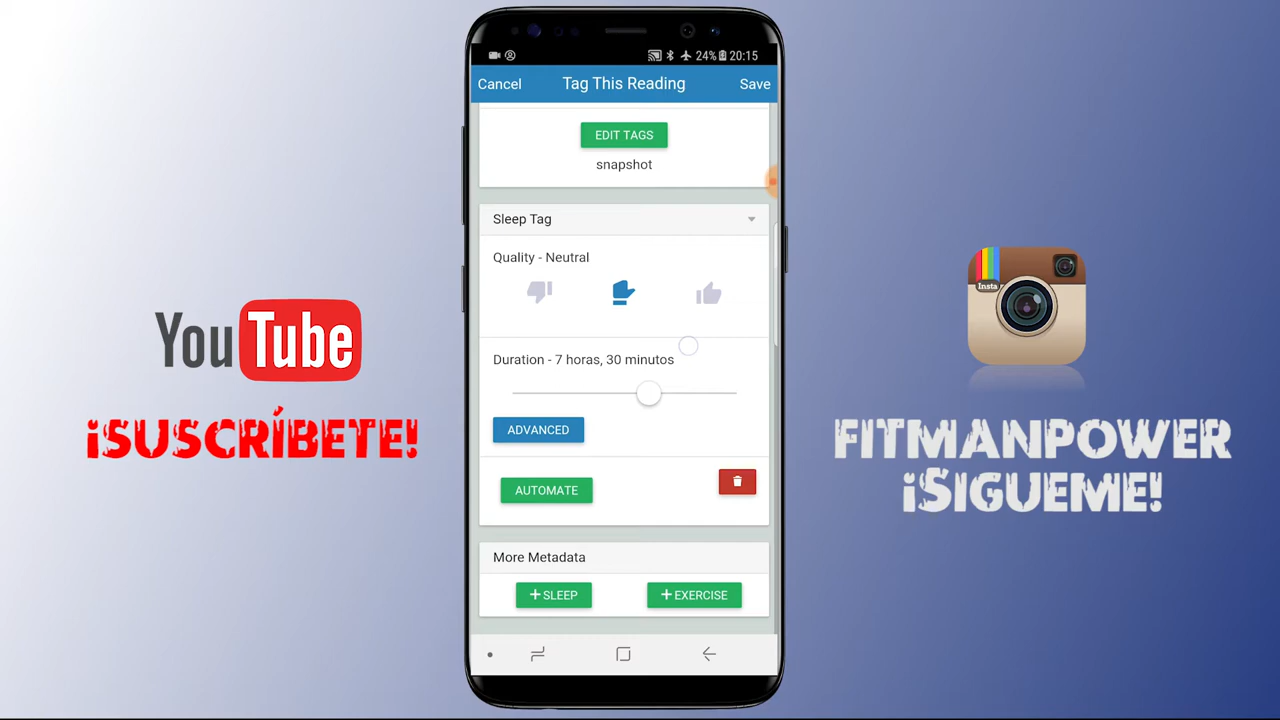 24% 20:15
Cancel Tag This Reading Save
EDIT TAGS
snapshot
Sleep Tag
Quality - Neutral
Duration - 7 horas, 30 minutos
ADVANCED
AUTOMATE
More Metadata
+SLEEP +EXERCISE
YouTube
¡SUSCRÍBETE!
Insta
FITMANPOWER
¡SIGUEME!